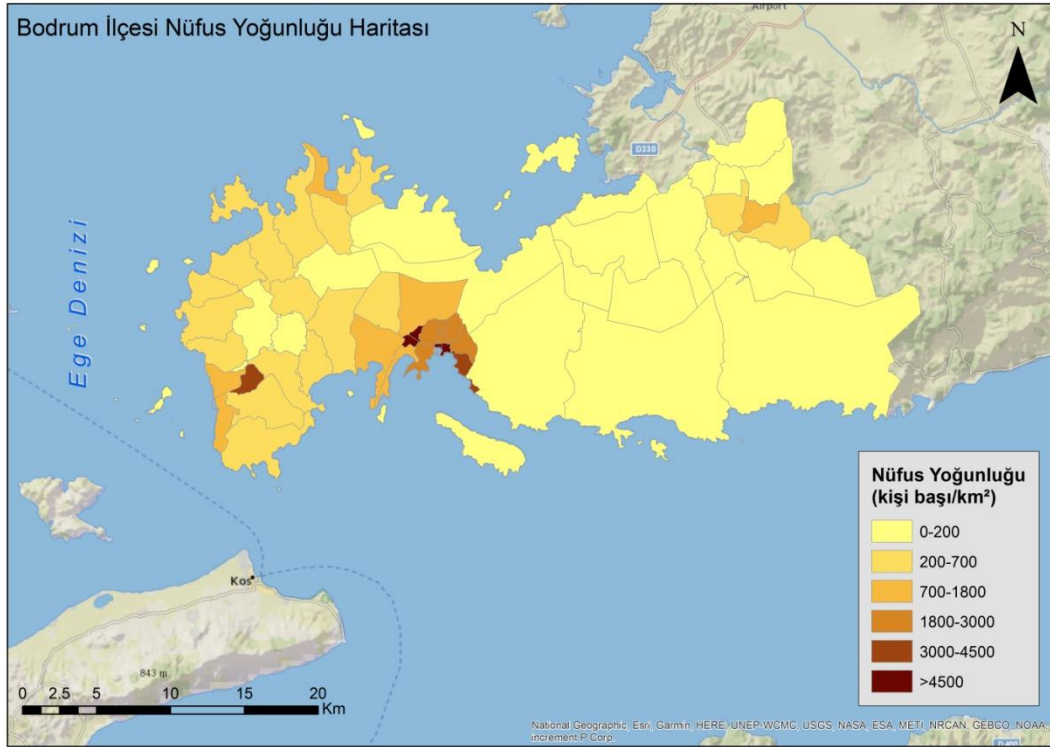 Bodrum İlçesi Nüfus Yoğunluğu Haritası
Airport
N
D330
Ege Denizi
Kos
843 m
0 2.5 5 10 15 20
Km
Nüfus Yoğunluğu
(kişi başı/km²)
0-200
200-700
700-1800
1800-3000
3000-4500
>4500
National Geographic, Esri, Garmin, HERE, UNEP-WCMC, USGS, NASA, ESA, METI, NRCAN, GEBCO, NOAA,
increment P Corp.